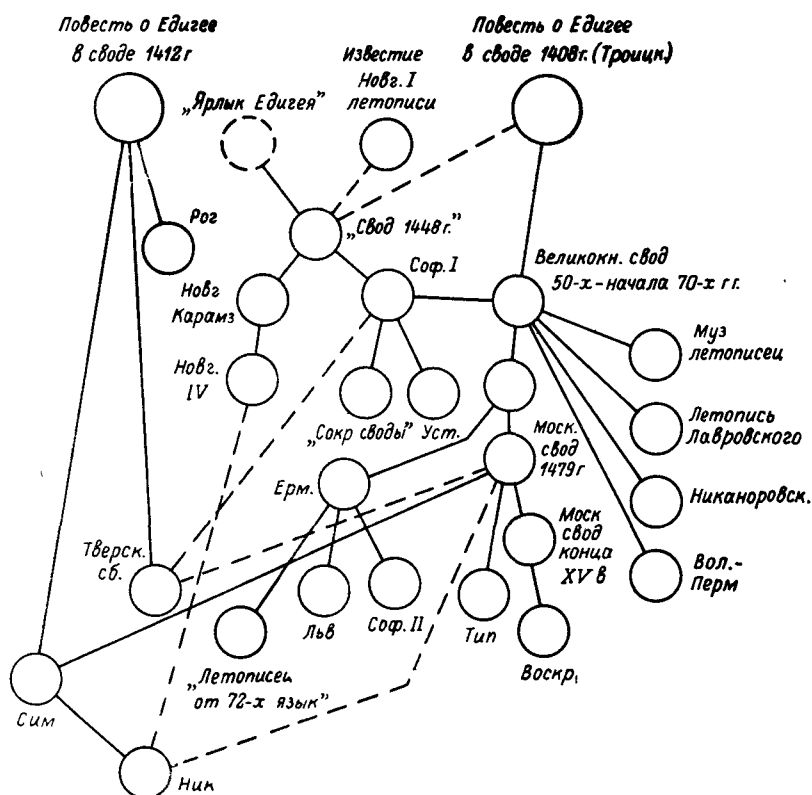 Повесть о Едигее
в своде 1412 г
Повесть о Едигее
в своде 1408г. (Троицк.)
„Ярлык Едигея”
Известие
Новг. I
летописи
Рог
„Свод 1448г.”
Соф. I
Великокн. свод
50-х-начала 70-х гг.
Новг
Карамз
Новг.
IV
„Сокр своды”
Уст.
Муз
летописец
Летопись
Лавровского
Никаноровск.
Вол.-
Перм
Моск.
свод
1479г
Ерм.
Моск
свод
конца
XV в
Тверск.
сб.
„Летописец
от 72-х язык”
Льв
Соф. II
Тип
Воскр.
Сим
Ник